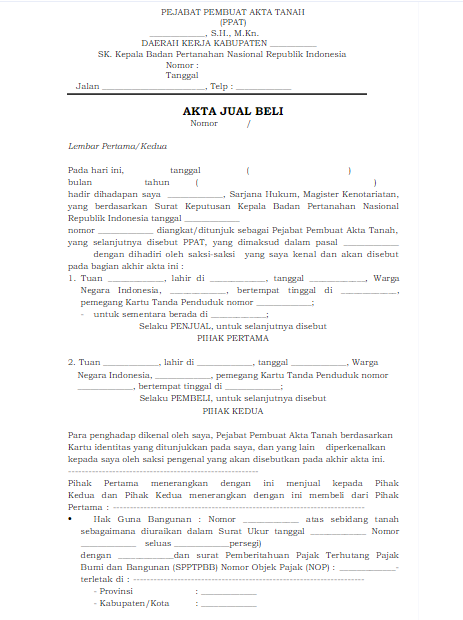 PEJABAT PEMBUAT AKTA TANAH
(PPAT)
____________, S.H., M.Kn.
DAERAH KERJA KABUPATEN __________
SK. Kepala Badan Pertanahan Nasional Republik Indonesia
Nomor :
Tanggal
Jalan ____________________________, Telp : ____________
AKTA JUAL BELI
Nomor /
Lembar Pertama/Kedua
Pada hari ini, tanggal ( )
bulan tahun ( )
hadir dihadapan saya ____________, Sarjana Hukum, Magister Kenotariatan,
yang berdasarkan Surat Keputusan Kepala Badan Pertanahan Nasional
Republik Indonesia tanggal ____________
nomor ____________ diangkat/ditunjuk sebagai Pejabat Pembuat Akta Tanah,
yang selanjutnya disebut PPAT, yang dimaksud dalam pasal ____________
dengan dihadiri oleh saksi-saksi yang saya kenal dan akan disebut
pada bagian akhir akta ini :
1. Tuan ____________, lahir di ____________, tanggal ____________, Warga
Negara Indonesia, ____________, bertempat tinggal di ____________,
pemegang Kartu Tanda Penduduk nomor ____________;
- untuk sementara berada di ____________;
Selaku PENJUAL, untuk selanjutnya disebut
PIHAK PERTAMA
2. Tuan ____________, lahir di ____________, tanggal ____________, Warga
Negara Indonesia, ____________, pemegang Kartu Tanda Penduduk nomor
____________, bertempat tinggal di ____________;
Selaku PEMBELI, untuk selanjutnya disebut
PIHAK KEDUA
Para penghadap dikenal oleh saya, Pejabat Pembuat Akta Tanah berdasarkan
Kartu identitas yang ditunjukkan pada saya, dan yang lain diperkenalkan
kepada saya oleh saksi pengenal yang akan disebutkan pada akhir akta ini.
------------------------------------------------------------
Pihak Pertama menerangkan dengan ini menjual kepada Pihak
Kedua dan Pihak Kedua menerangkan dengan ini membeli dari Pihak
Pertama : ------------------------------------------------------------
• Hak Guna Bangunan : Nomor ____________ atas sebidang tanah
sebagaimana diuraikan dalam Surat Ukur tanggal ____________ Nomor
____________ seluas ____________persegi)
dengan ____________dan surat Pemberitahuan Pajak Terhutang Pajak
Bumi dan Bangunan (SPPTPBB) Nomor Objek Pajak (NOP) : ____________-
terletak di : ------------------------------------------------------------
- Provinsi : ____________
- Kabupaten/Kota : ____________